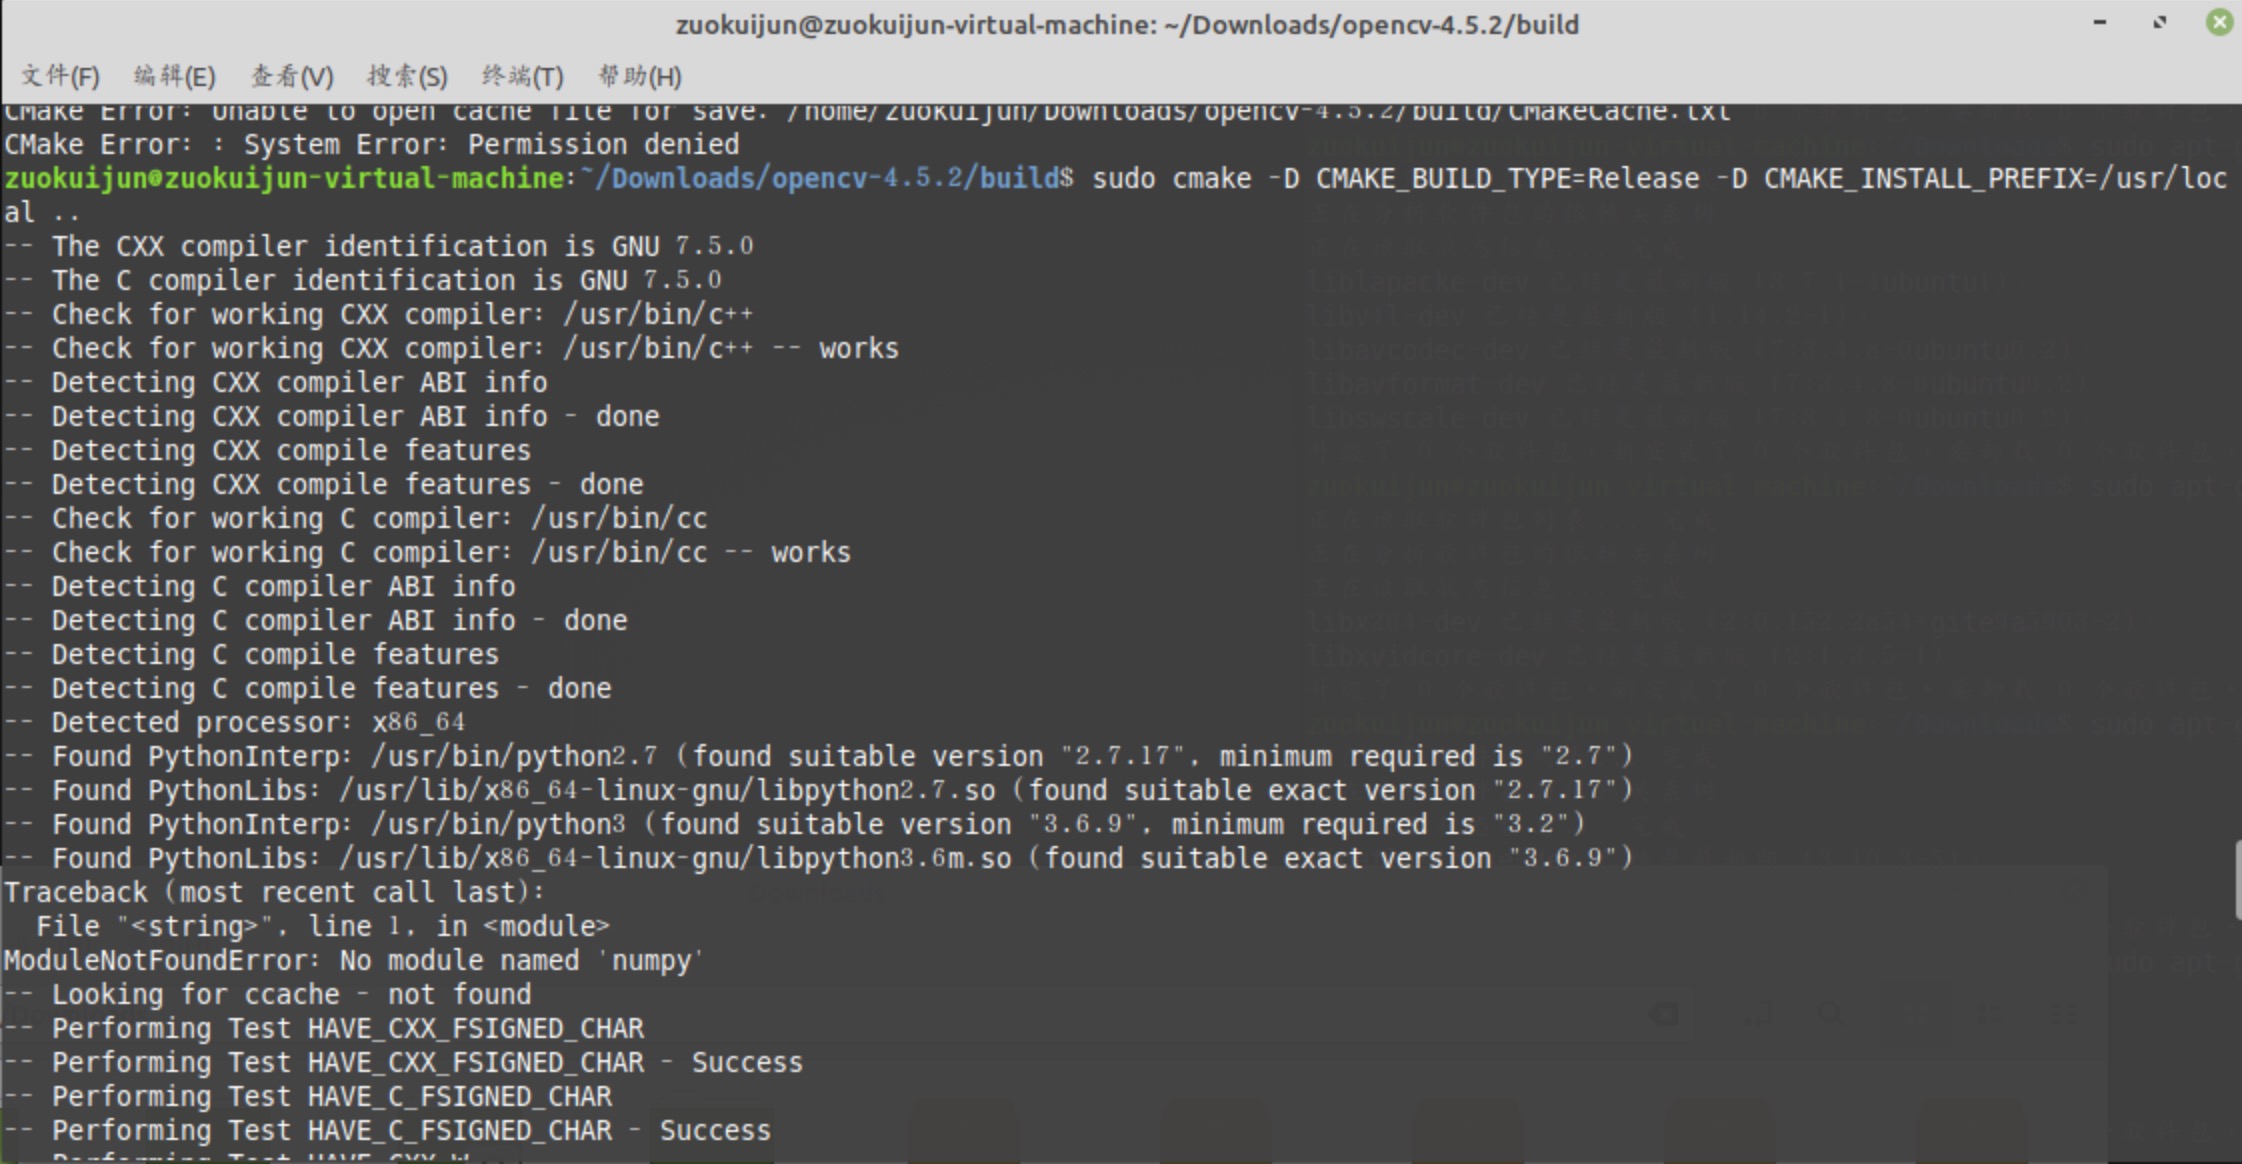 zuokuijun@zuokuijun-virtual-machine: ~/Downloads/opencv-4.5.2/build
文件(F) 编辑(E) 查看(V) 搜索(S) 终端(T) 帮助(H)
CMake Error: Unable to open cache file for save. /home/zuokuijun/Downloads/opencv-4.5.2/build/CMakeCache.txt
CMake Error: : System Error: Permission denied
zuokuijun@zuokuijun-virtual-machine:~/Downloads/opencv-4.5.2/build$ sudo cmake -D CMAKE_BUILD_TYPE=Release -D CMAKE_INSTALL_PREFIX=/usr/loc
al ..
-- The CXX compiler identification is GNU 7.5.0
-- The C compiler identification is GNU 7.5.0
-- Check for working CXX compiler: /usr/bin/c++
-- Check for working CXX compiler: /usr/bin/c++ -- works
-- Detecting CXX compiler ABI info
-- Detecting CXX compiler ABI info - done
-- Detecting CXX compile features
-- Detecting CXX compile features - done
-- Check for working C compiler: /usr/bin/cc
-- Check for working C compiler: /usr/bin/cc -- works
-- Detecting C compiler ABI info
-- Detecting C compiler ABI info - done
-- Detecting C compile features
-- Detecting C compile features - done
-- Detected processor: x86_64
-- Found PythonInterp: /usr/bin/python2.7 (found suitable version "2.7.17", minimum required is "2.7")
-- Found PythonLibs: /usr/lib/x86_64-linux-gnu/libpython2.7.so (found suitable exact version "2.7.17")
-- Found PythonInterp: /usr/bin/python3 (found suitable version "3.6.9", minimum required is "3.2")
-- Found PythonLibs: /usr/lib/x86_64-linux-gnu/libpython3.6m.so (found suitable exact version "3.6.9")
Traceback (most recent call last):
  File "<string>", line 1, in <module>
ModuleNotFoundError: No module named 'numpy'
-- Looking for ccache - not found
-- Performing Test HAVE_CXX_FSIGNED_CHAR
-- Performing Test HAVE_CXX_FSIGNED_CHAR - Success
-- Performing Test HAVE_C_FSIGNED_CHAR
-- Performing Test HAVE_C_FSIGNED_CHAR - Success